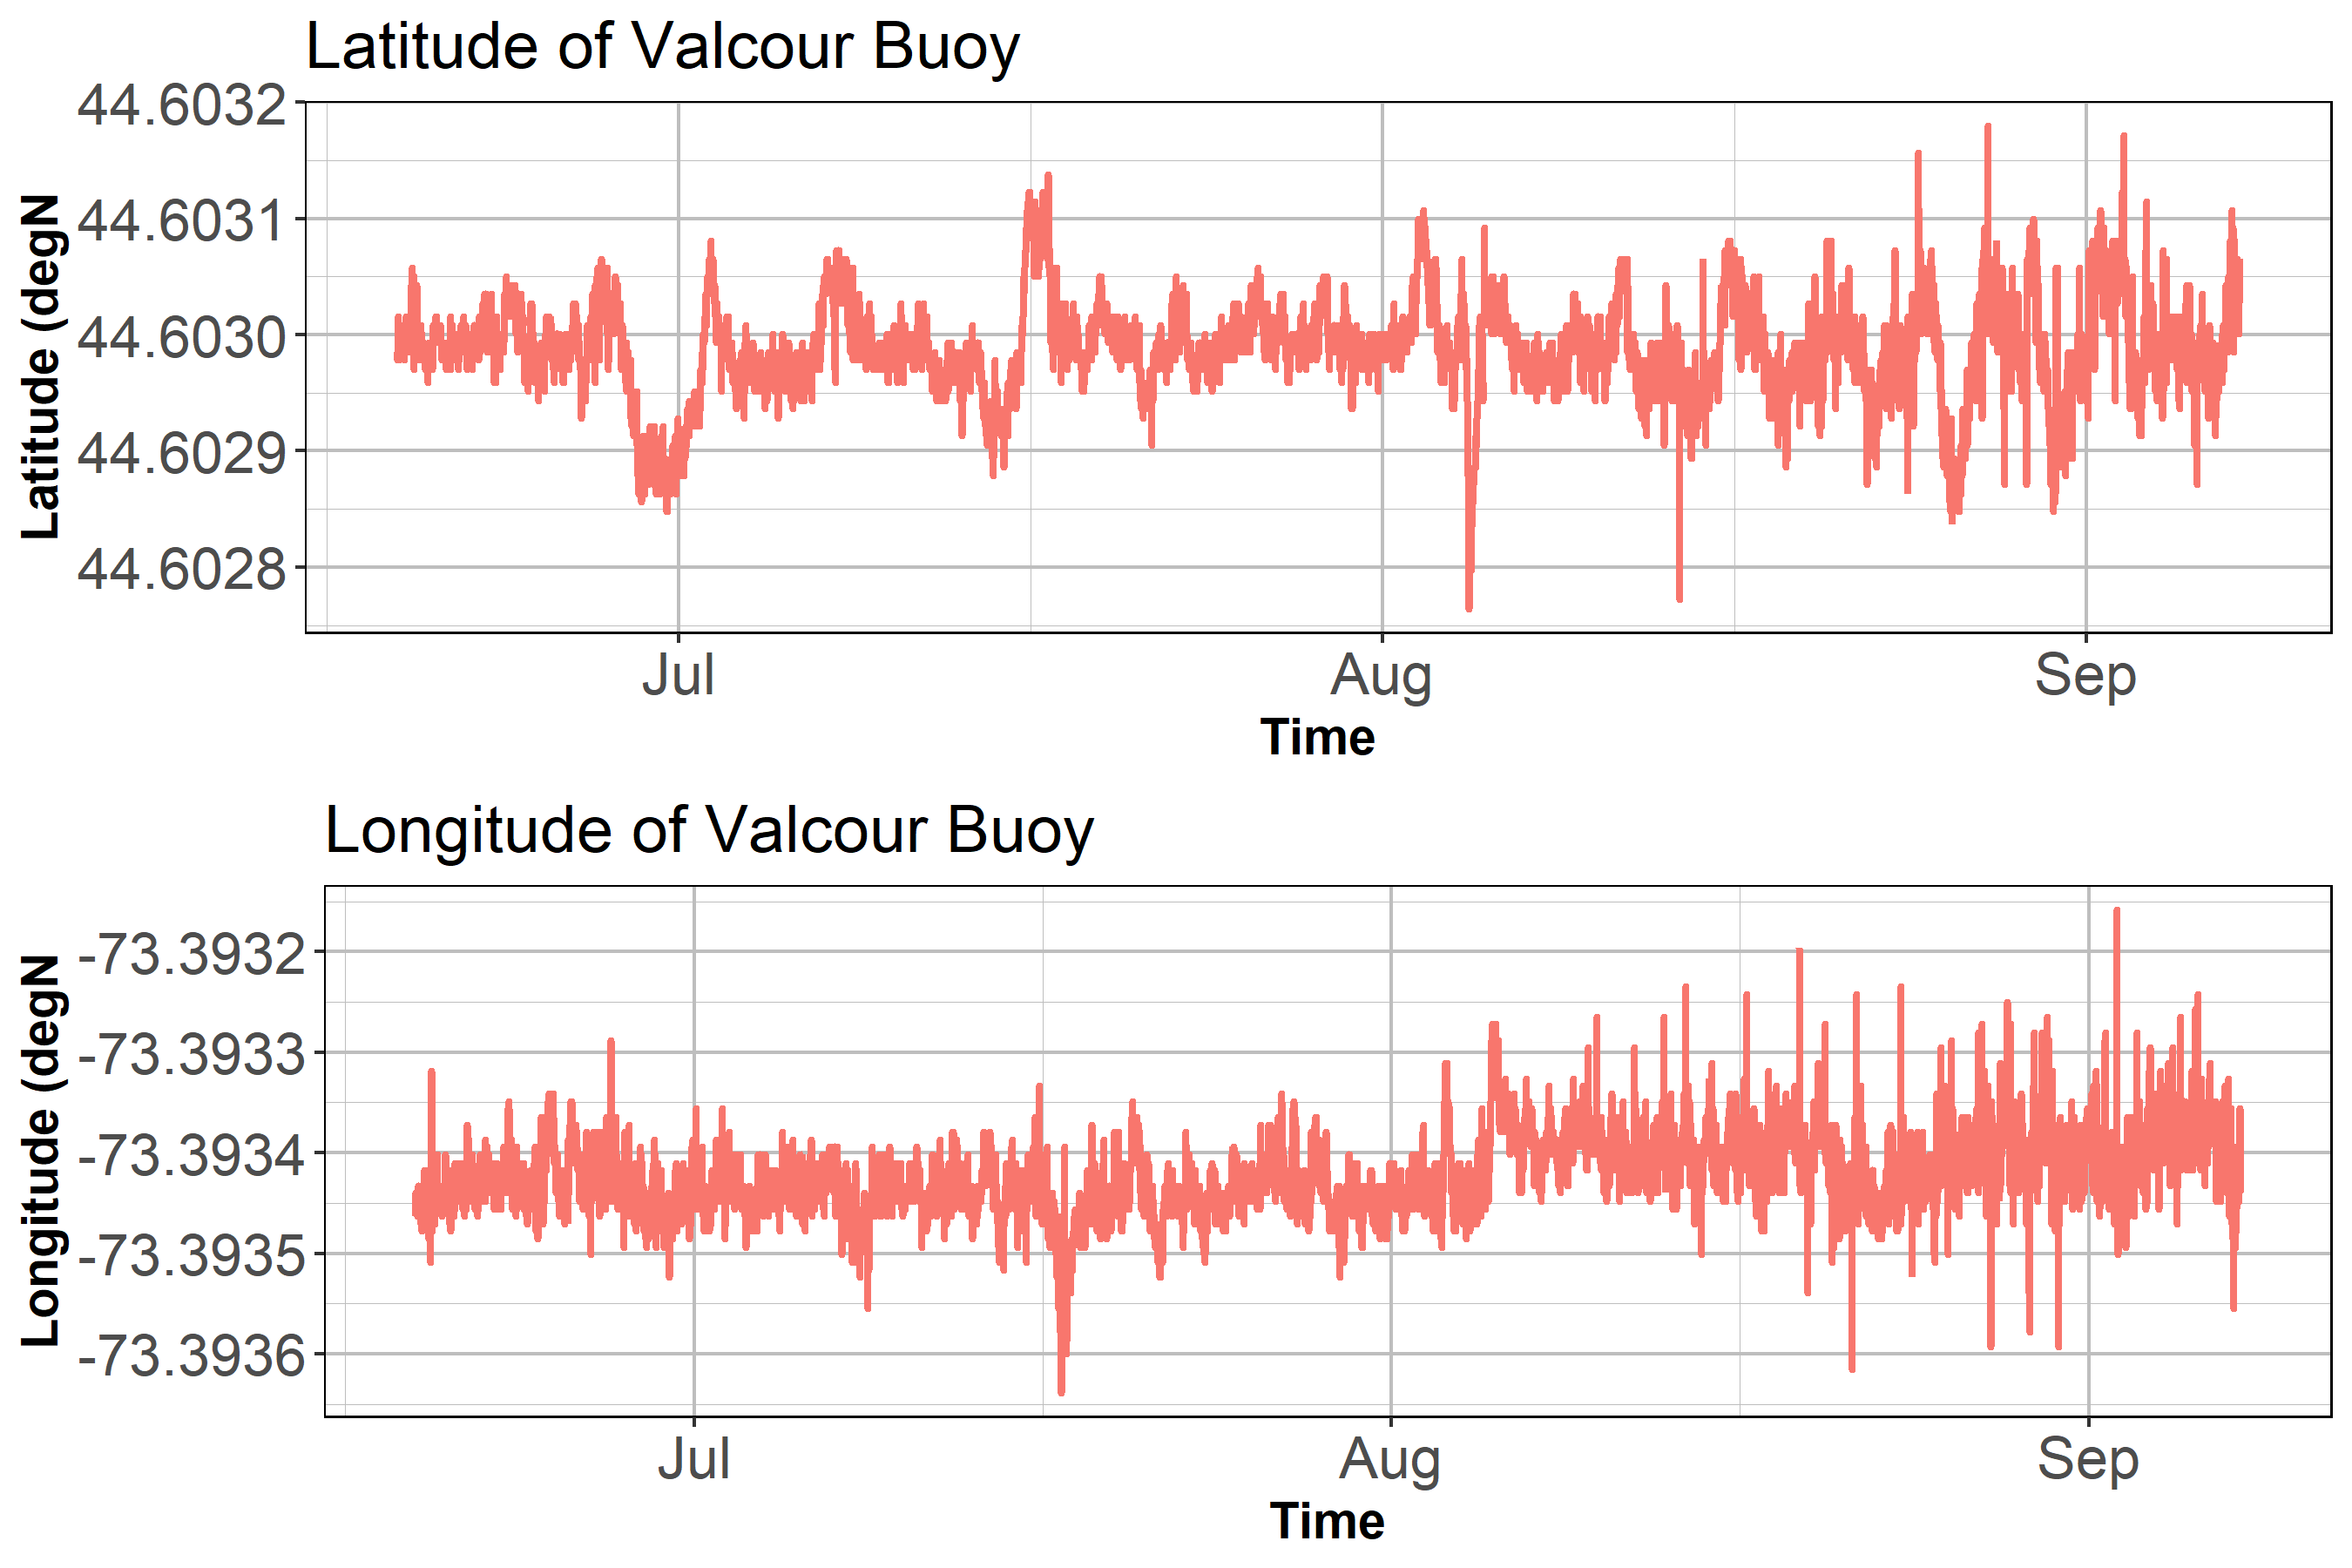 Latitude of Valcour Buoy
44.6032
44.6031
44.6030
44.6029
44.6028
Latitude (degN
Jul Aug Sep
Time
Longitude of Valcour Buoy
-73.3932
-73.3933
-73.3934
-73.3935
-73.3936
Longitude (degN
Jul Aug Sep
Time